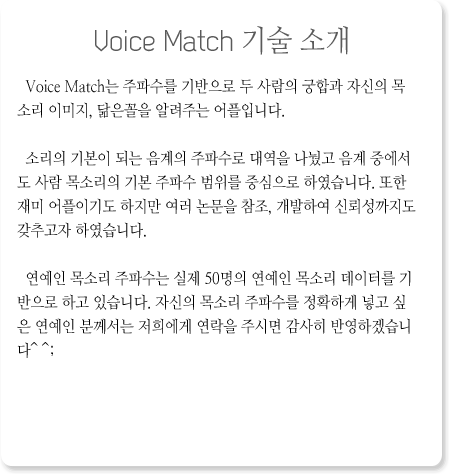 Voice Match 기술 소개
Voice Match는 주파수를 기반으로 두 사람의 궁합과 자신의 목
소리 이미지, 닮은꼴을 알려주는 어플입니다.
소리의 기본이 되는 음계의 주파수로 대역을 나눴고 음계 중에서
도 사람 목소리의 기본 주파수 범위를 중심으로 하였습니다. 또한
재미 어플이기도 하지만 여러 논문을 참조, 개발하여 신뢰성까지도
갖추고자 하였습니다.
연예인 목소리 주파수는 실제 50명의 연예인 목소리 데이터를 기
반으로 하고 있습니다. 자신의 목소리 주파수를 정확하게 넣고 싶
은 연예인 분께서는 저희에게 연락을 주시면 감사히 반영하겠습니
다^ ^;